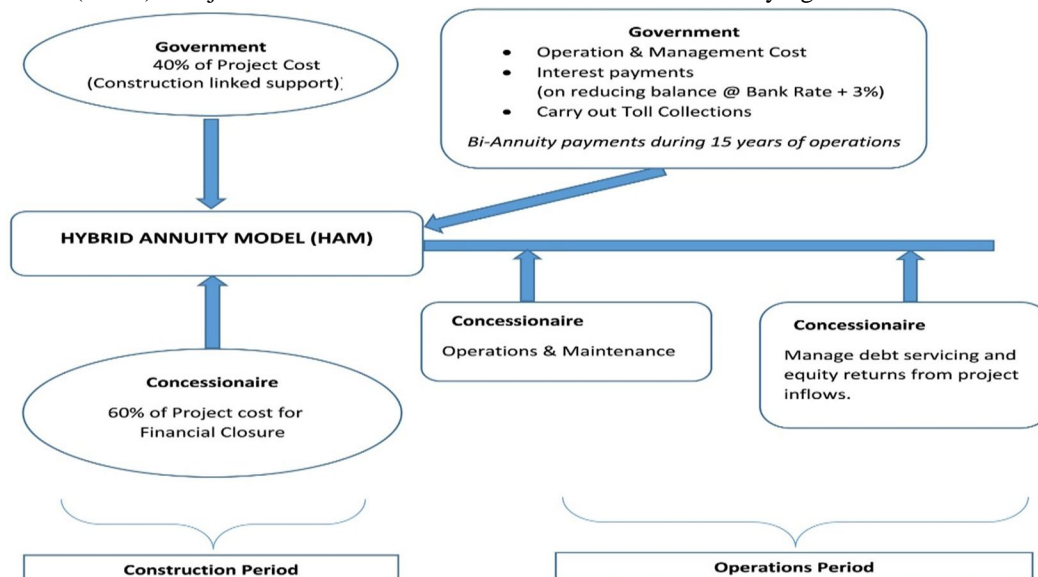 Government
40% of Project Cost
(Construction linked support)
Government
• Operation & Management Cost
• Interest payments
(on reducing balance @ Bank Rate + 3%)
• Carry out Toll Collections
Bi-Annuity payments during 15 years of operations
HYBRID ANNUITY MODEL (HAM)
Concessionaire
60% of Project cost for
Financial Closure
Concessionaire
Operations & Maintenance
Concessionaire
Manage debt servicing and
equity returns from project
inflows.
Construction Period
Operations Period